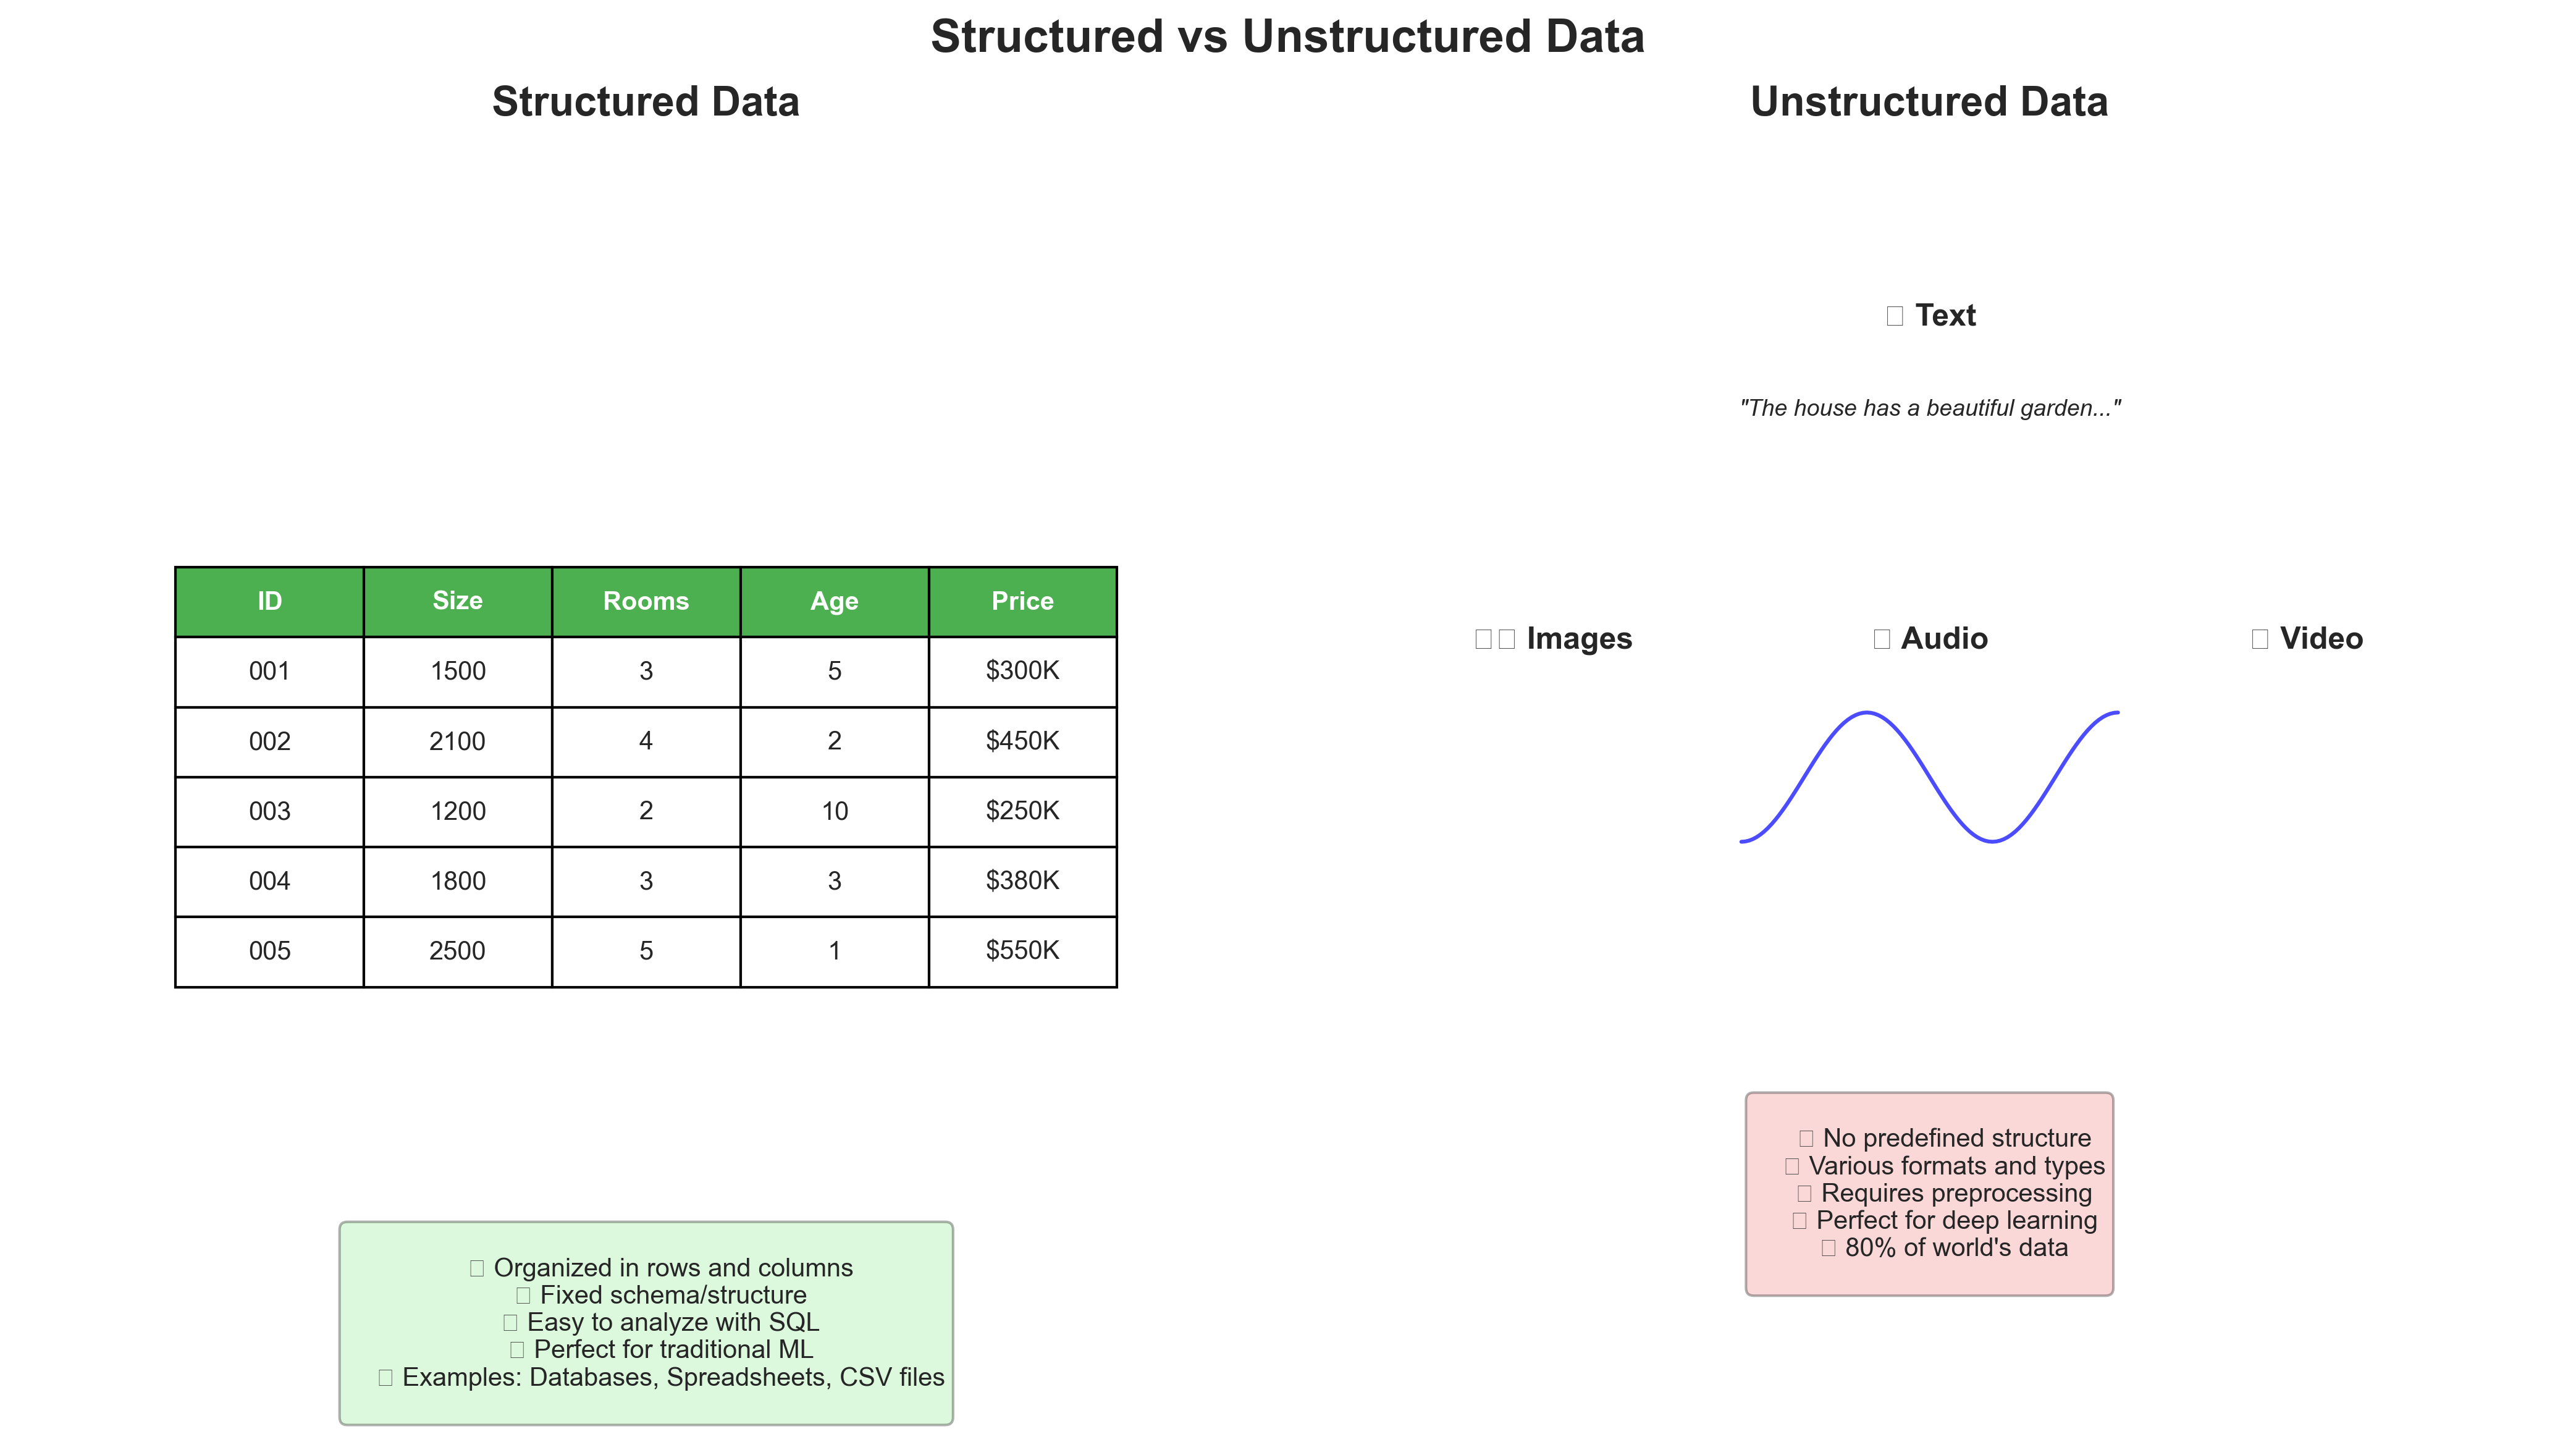 Structured vs Unstructured Data
Structured Data
ID Size Rooms Age Price
001 1500 3 5 $300K
002 2100 4 2 $450K
003 1200 2 10 $250K
004 1800 3 3 $380K
005 2500 5 1 $550K
Organized in rows and columns
Fixed schema/structure
Easy to analyze with SQL
Perfect for traditional ML
Examples: Databases, Spreadsheets, CSV files
Unstructured Data
Text
"The house has a beautiful garden..."
Images Audio Video
No predefined structure
Various formats and types
Requires preprocessing
Perfect for deep learning
80% of world's data